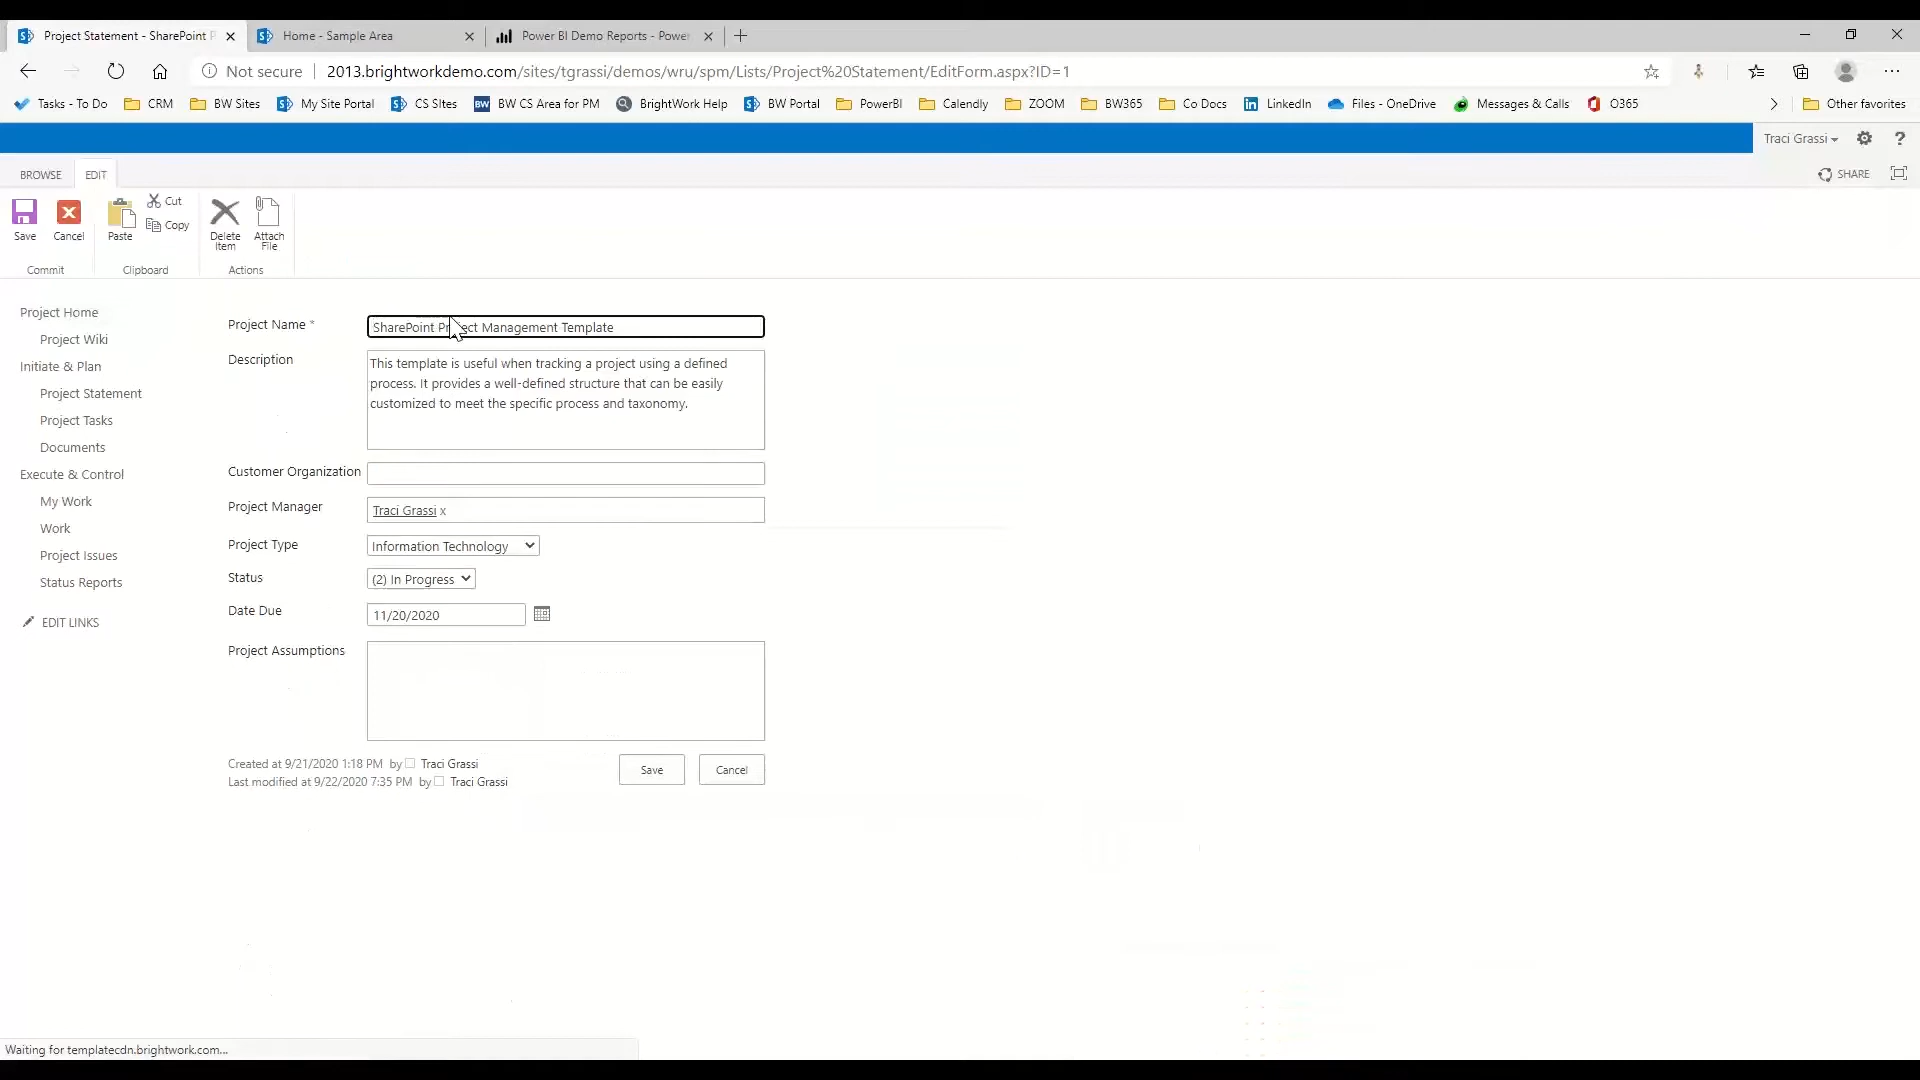 Project Statement - SharePoint P
Home - Sample Area
Power BI Demo Reports - Power
Not secure
2013.brightworkdemo.com/sites/tgrassi/demos/wru/spm/Lists/Project%20Statement/EditForm.aspx?ID=1
Tasks - To Do
CRM
BW Sites
My Site Portal
CS SItes
BW CS Area for PM
BrightWork Help
BW Portal
PowerBI
Calendly
ZOOM
BW365
Co Docs
LinkedIn
Files - OneDrive
Messages & Calls
O365
Other favorites
Traci Grassi
BROWSE
EDIT
SHARE
Save
Cancel
Paste
Cut
Copy
Delete Item
Attach File
Commit
Clipboard
Actions
Project Home
Project Wiki
Initiate & Plan
Project Statement
Project Tasks
Documents
Execute & Control
My Work
Work
Project Issues
Status Reports
EDIT LINKS
Project Name *
SharePoint Project Management Template
Description
This template is useful when tracking a project using a defined
process. It provides a well-defined structure that can be easily
customized to meet the specific process and taxonomy.
Customer Organization
Project Manager
Traci Grassi x
Project Type
Information Technology
Status
(2) In Progress
Date Due
11/20/2020
Project Assumptions
Created at 9/21/2020 1:18 PM by Traci Grassi
Last modified at 9/22/2020 7:35 PM by Traci Grassi
Save
Cancel
Waiting for templatecdn.brightwork.com...